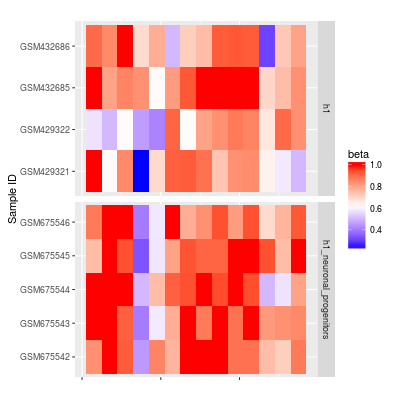 Sample ID
GSM432686
GSM432685
GSM429322
GSM429321
h1
GSM675546
GSM675545
GSM675544
GSM675543
GSM675542
h1_neuronal_progenitors
beta
1.0
0.8
0.6
0.4